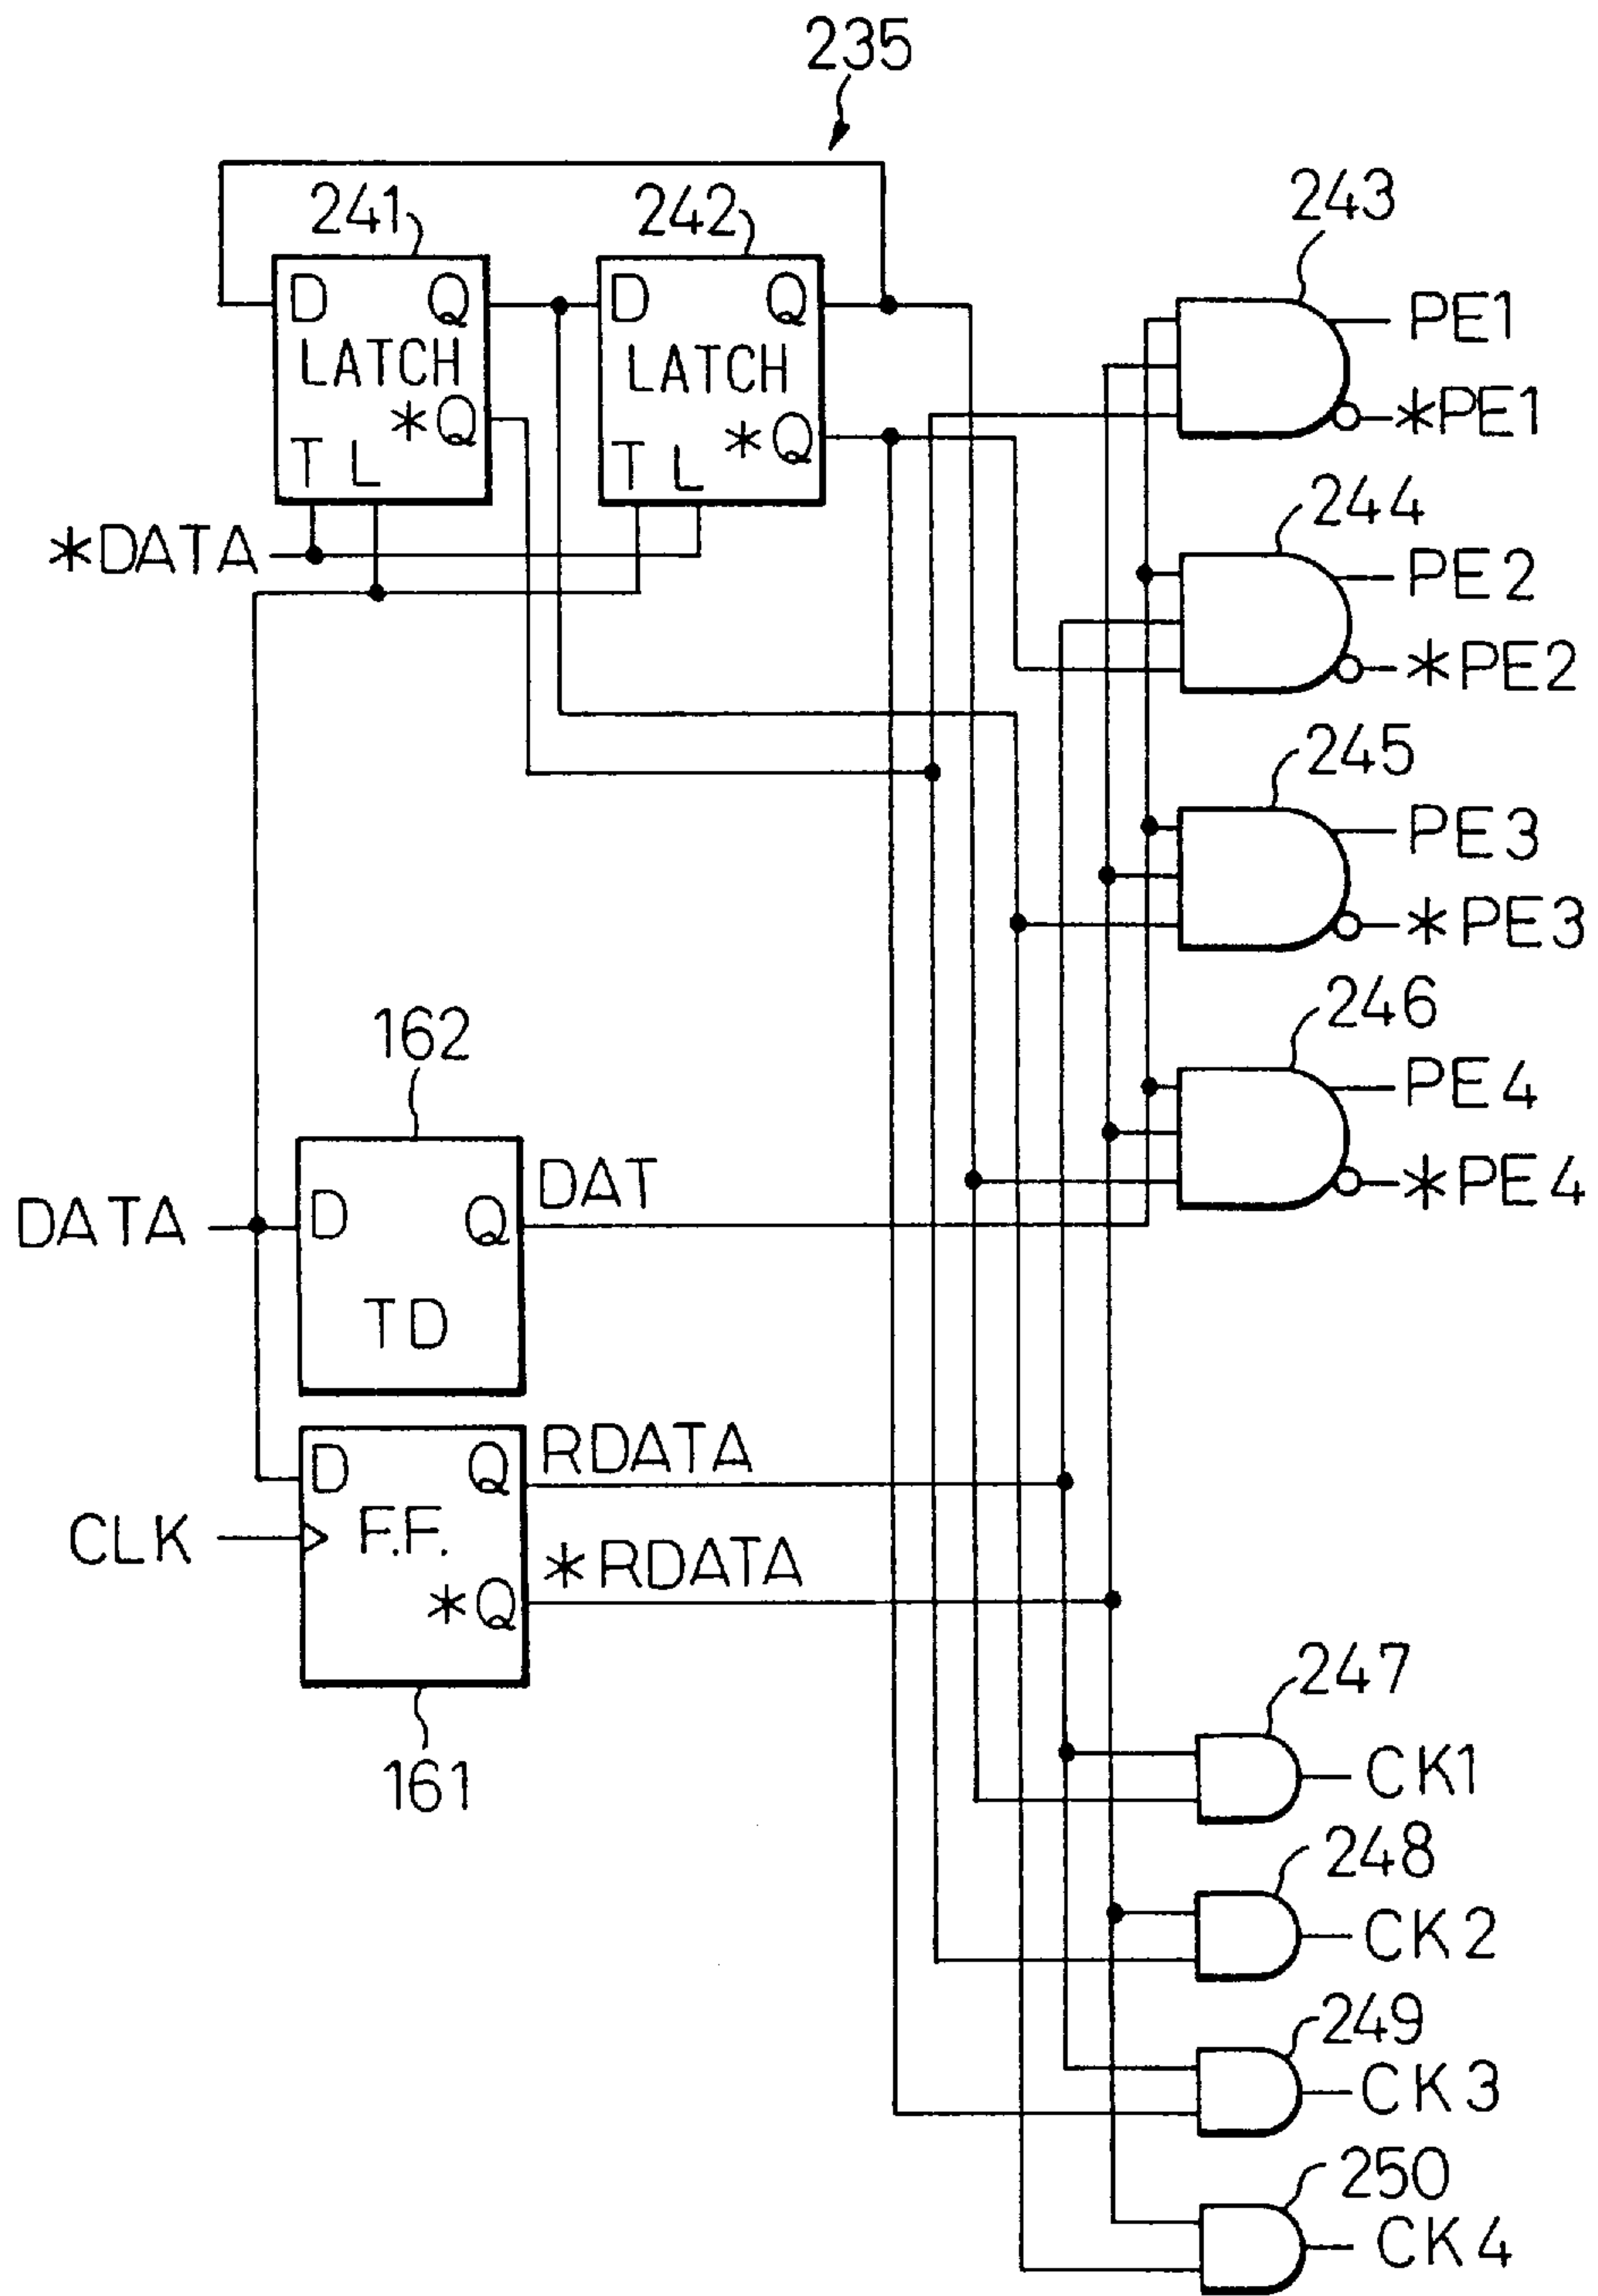 235
241
242
243
D Q
LATCH
*Q
T L
D Q
LATCH
*Q
T L
PE1
*PE1
*DATA
244
PE2
*PE2
245
PE3
*PE3
246
PE4
*PE4
162
DATA
D Q
TD
DAT
D Q
F.F.
*Q
RDATA
CLK
*RDATA
161
247
CK1
248
CK2
249
CK3
250
CK4